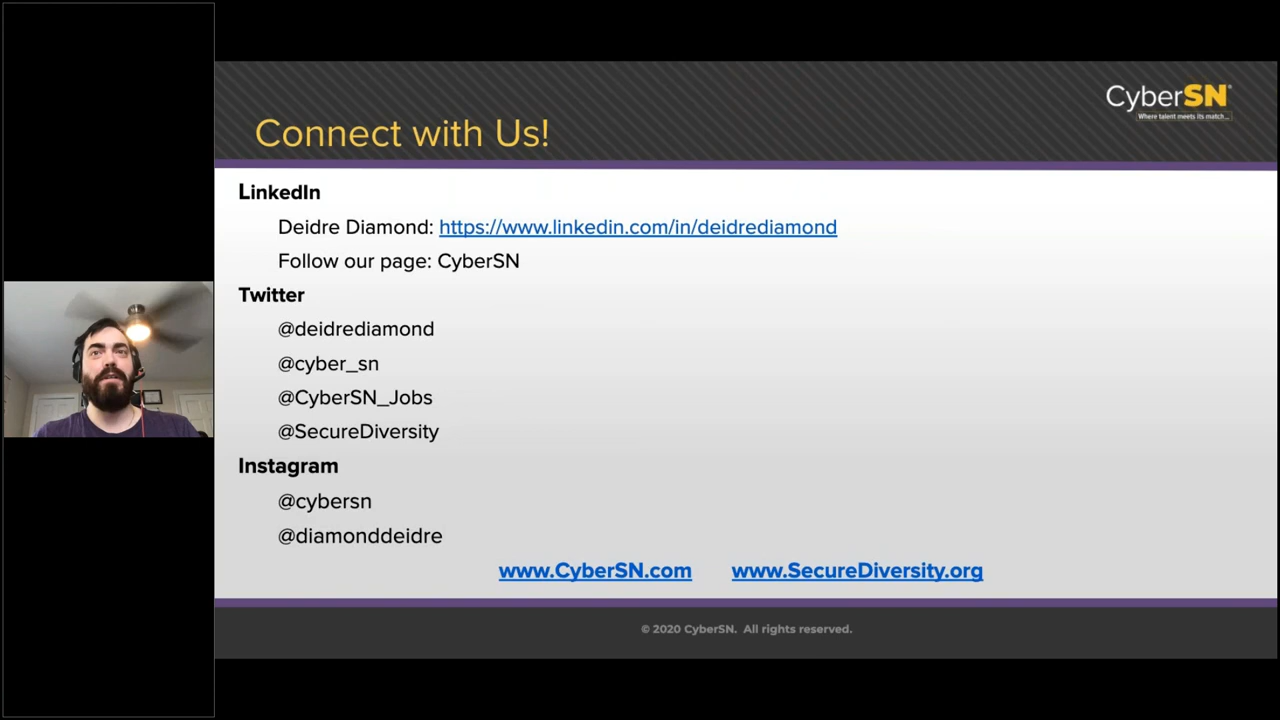 CyberSN
Where talent meets its match...
Connect with Us!
LinkedIn
Deidre Diamond: https://www.linkedin.com/in/deidrediamond
Follow our page: CyberSN
Twitter
@deidrediamond
@cyber_sn
@CyberSN_Jobs
@SecureDiversity
Instagram
@cybersn
@diamonddeidre
www.CyberSN.com www.SecureDiversity.org
© 2020 CyberSN. All rights reserved.